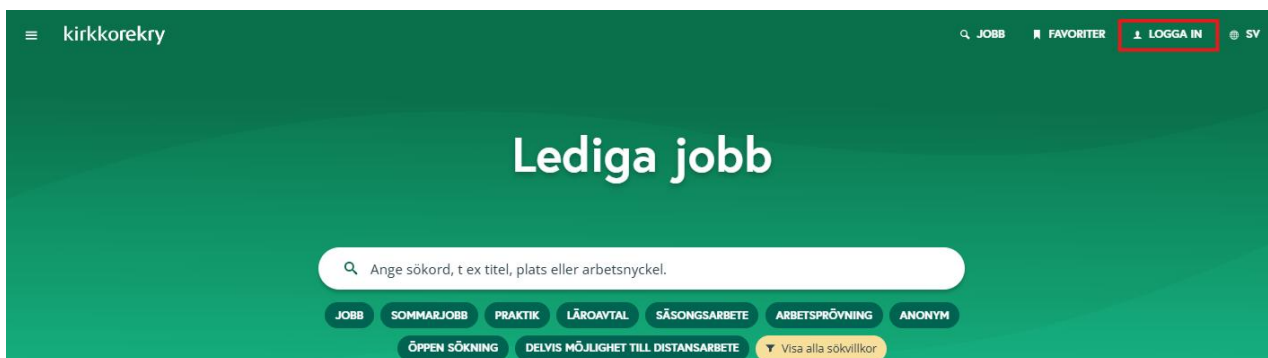 kirkkorekry JOBB FAVORITER LOGGA IN SV
Lediga jobb
Ange sökord, t ex titel, plats eller arbetsnyckel.
JOBB SOMMARJOBB PRAKTIK LÄROAVTAL SÄSONGSARBETE ARBETSPRÖVNING ANONYM
ÖPPEN SÖKNING DELVIS MÖJLIGHET TILL DISTANSARBETE Visa alla sökvillkor